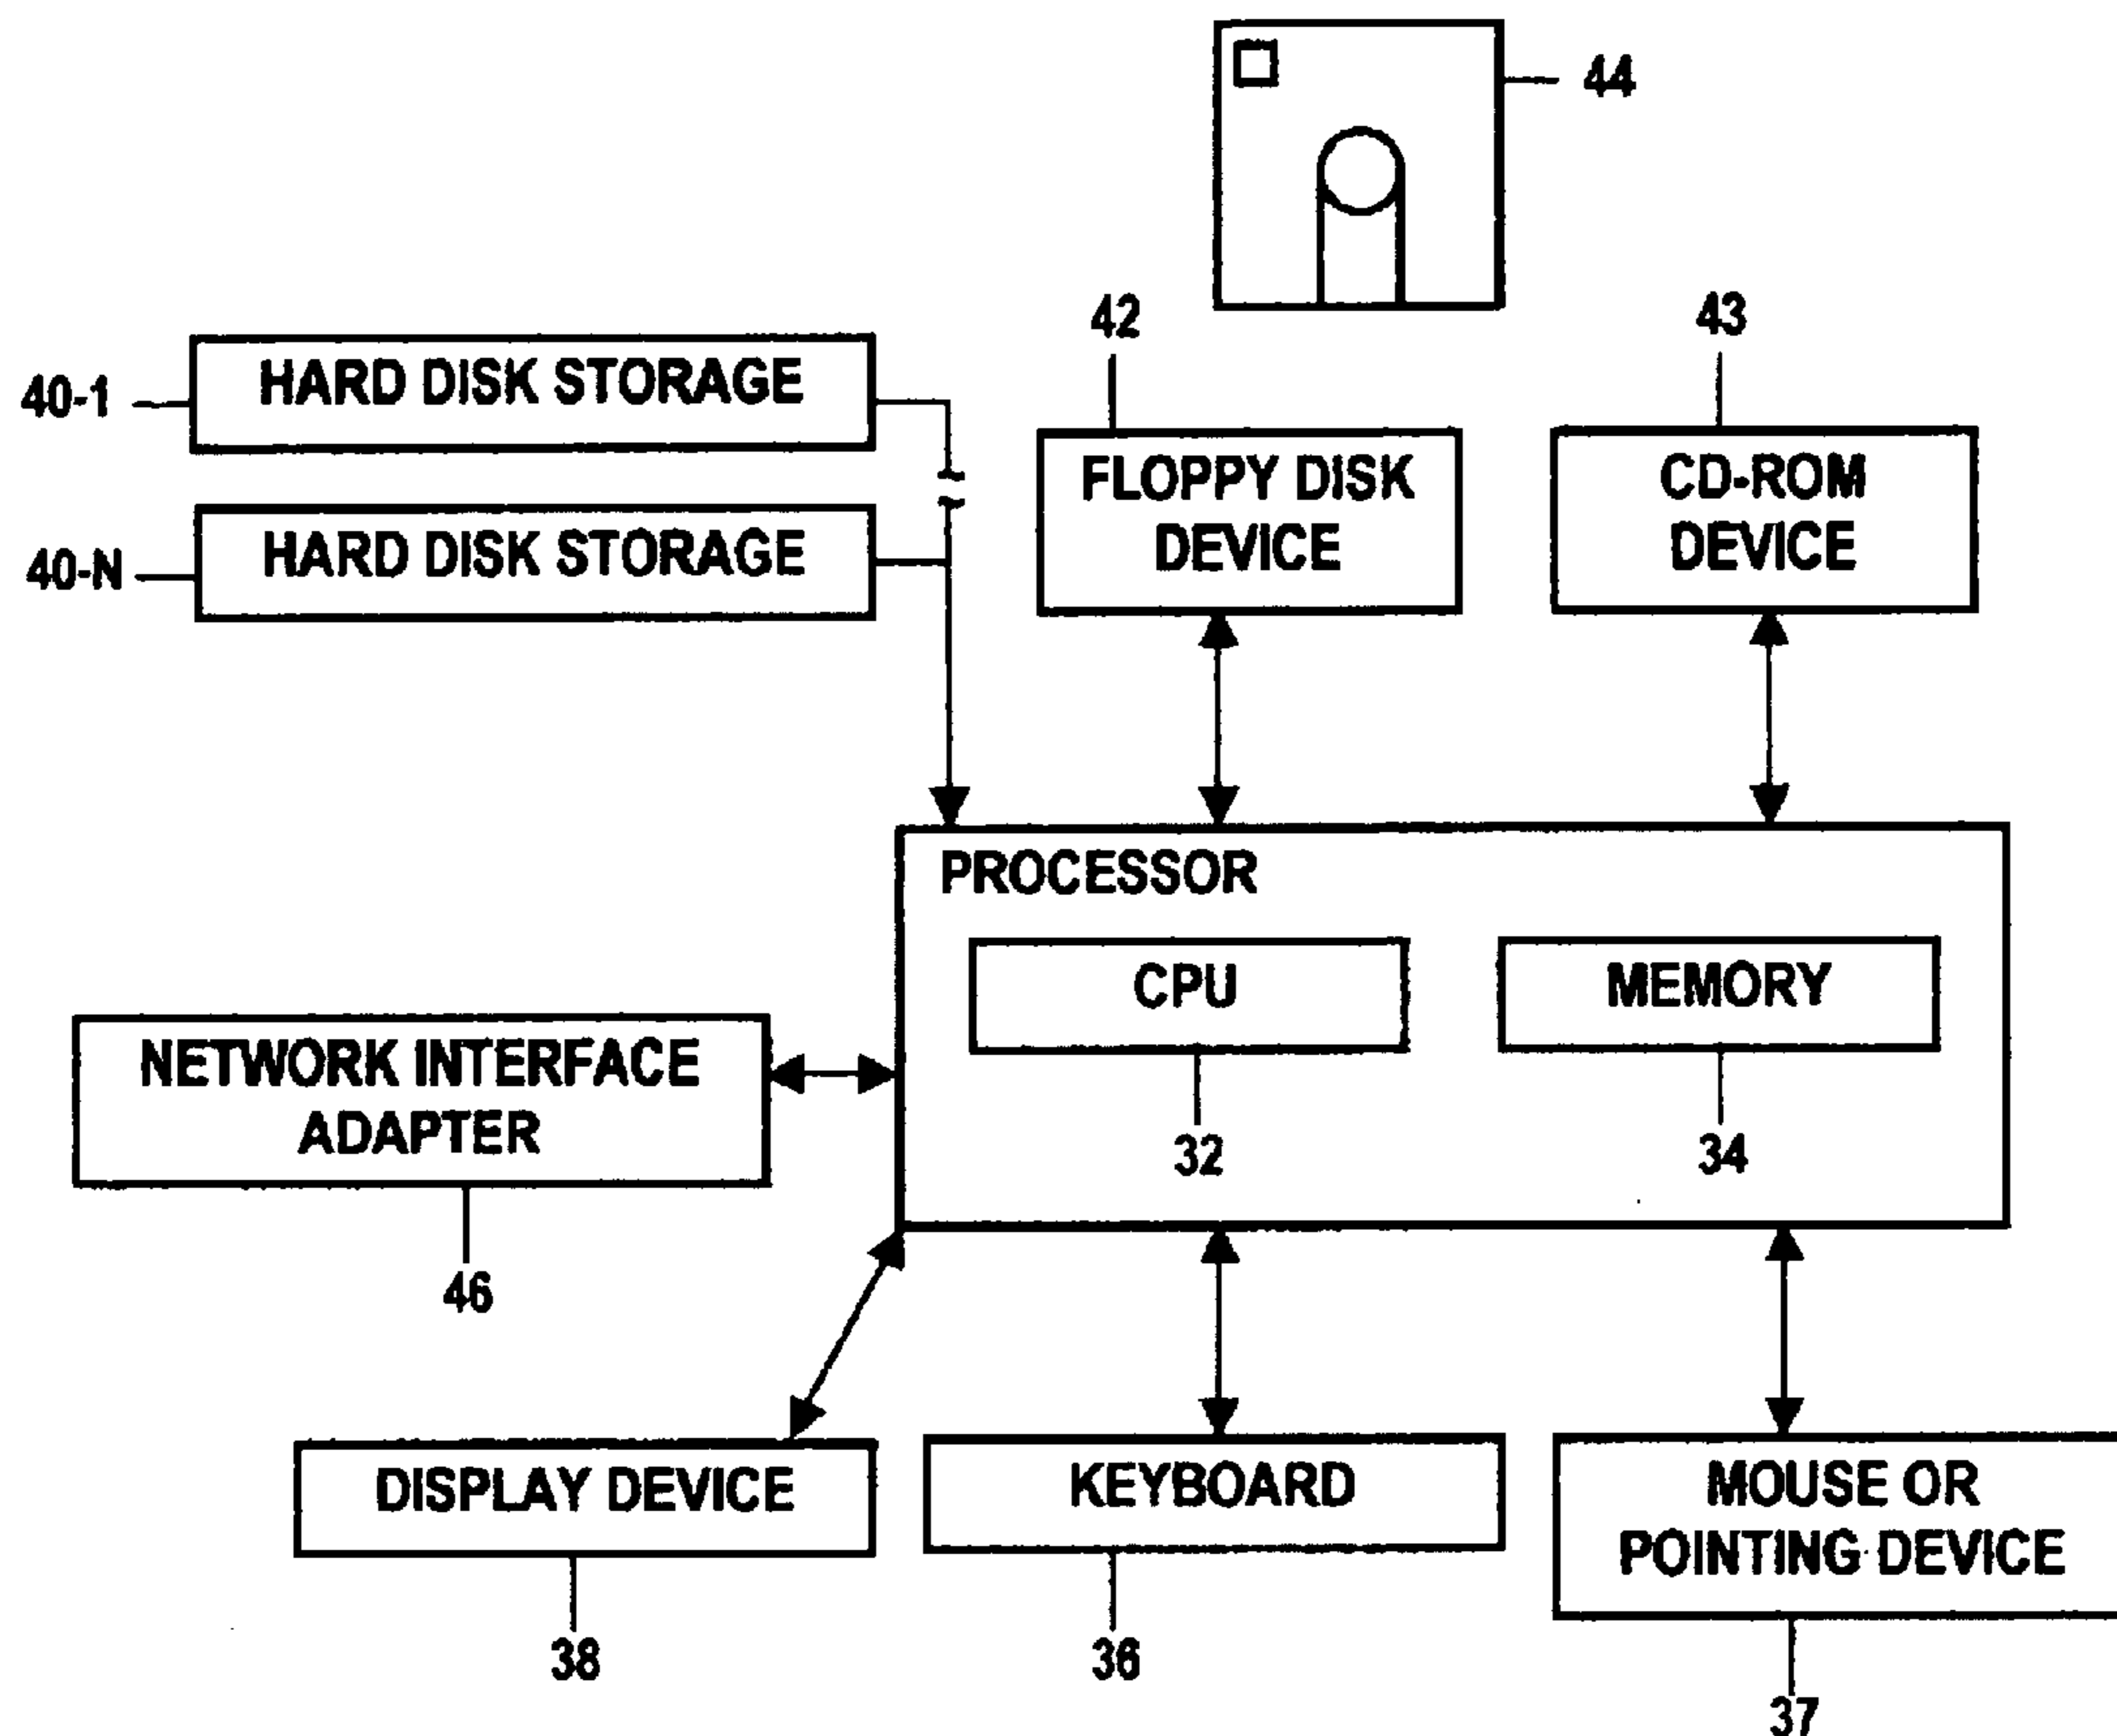 44
42
43
40-1
HARD DISK STORAGE
40-N
HARD DISK STORAGE
FLOPPY DISK
DEVICE
CD-ROM
DEVICE
PROCESSOR
CPU
MEMORY
32
34
NETWORK INTERFACE
ADAPTER
46
DISPLAY DEVICE
38
KEYBOARD
36
MOUSE OR
POINTING DEVICE
37